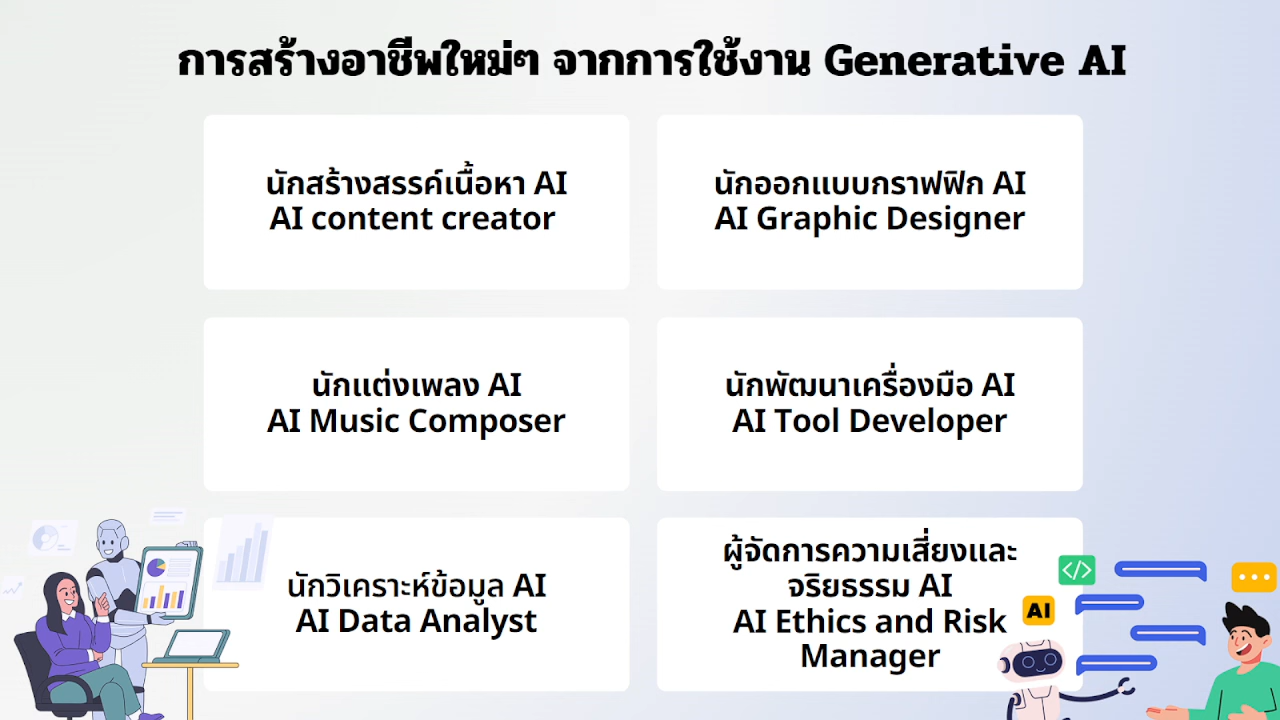 การสร้างอาชีพใหม่ๆ จากการใช้งาน Generative AI
นักสร้างสรรค์เนื้อหา AI
AI content creator
นักออกแบบกราฟฟิก AI
AI Graphic Designer
นักแต่งเพลง AI
AI Music Composer
นักพัฒนาเครื่องมือ AI
AI Tool Developer
นักวิเคราะห์ข้อมูล AI
AI Data Analyst
ผู้จัดการความเสี่ยงและ
จริยธรรม AI
AI Ethics and Risk
Manager
</>
AI